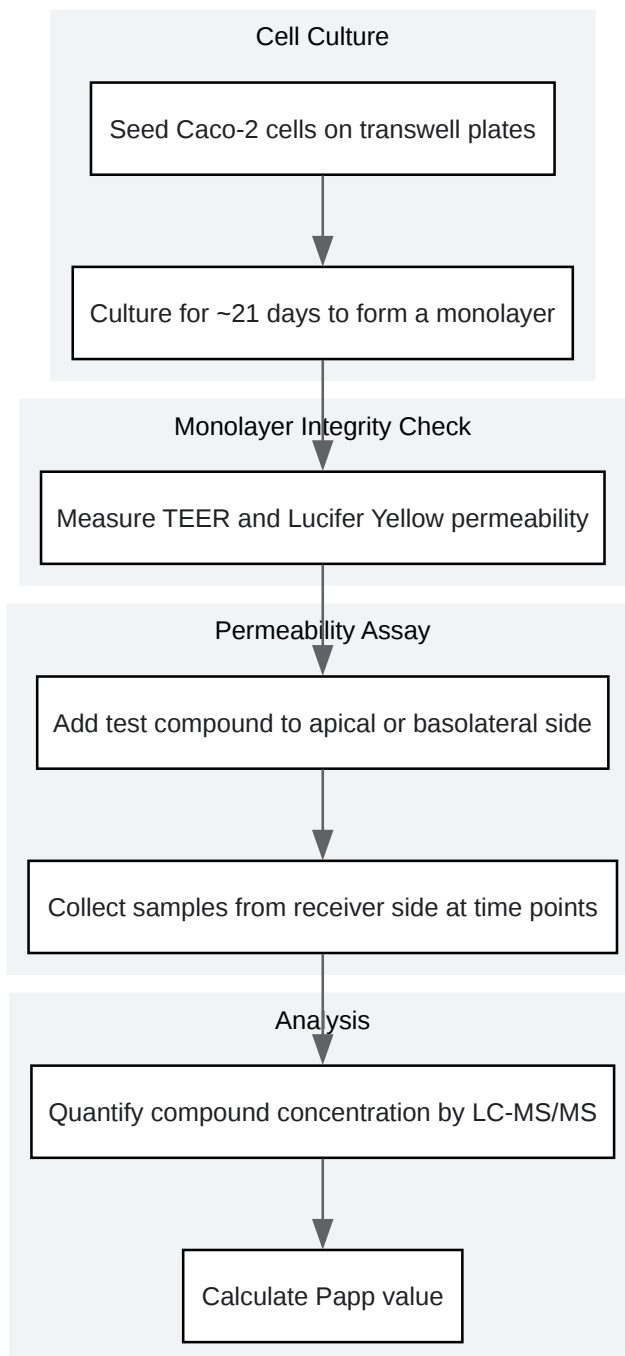 Cell Culture
Seed Caco-2 cells on transwell plates
Culture for ~21 days to form a monolayer
Monolayer Integrity Check
Measure TEER and Lucifer Yellow permeability
Permeability Assay
Add test compound to apical or basolateral side
Collect samples from receiver side at time points
Analysis
Quantify compound concentration by LC-MS/MS
Calculate Papp value